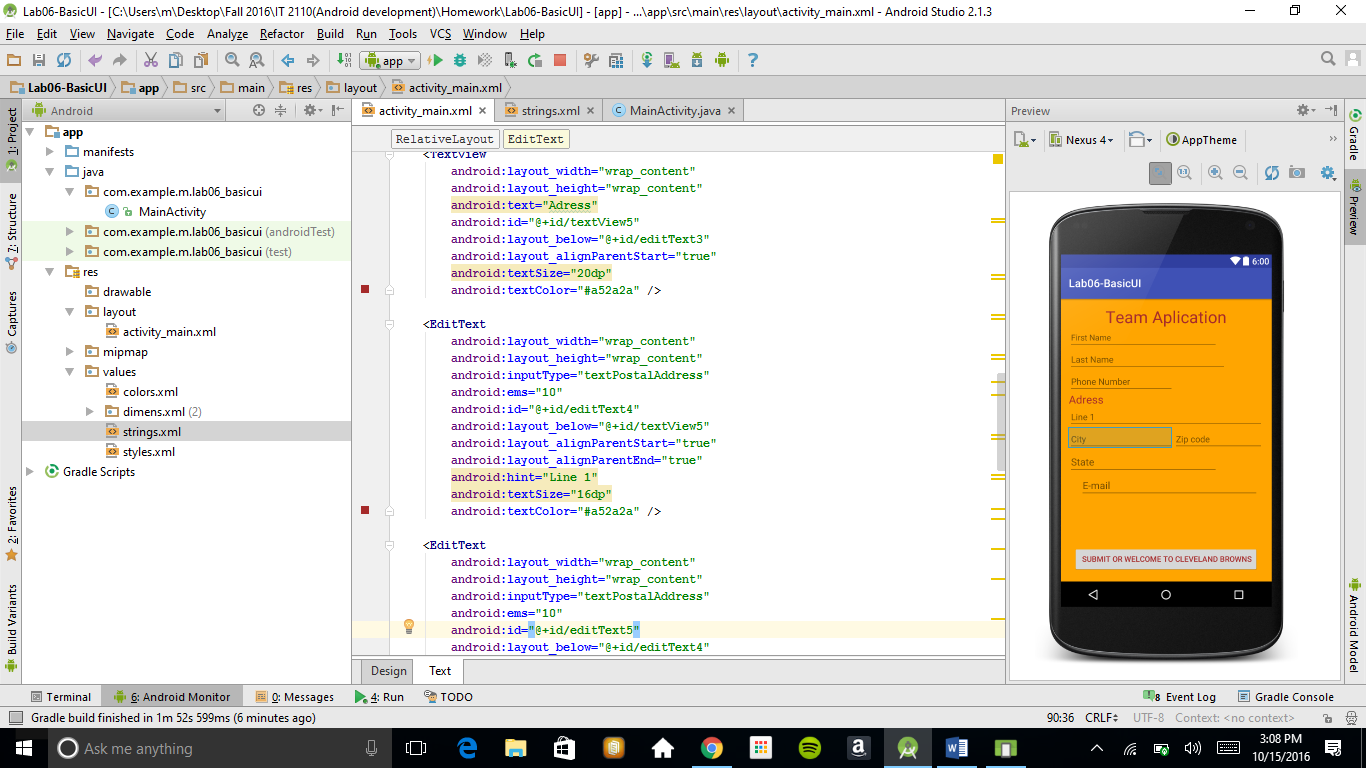 Lab06-BasicUI - [C:\Users\m\Desktop\Fall 2016\IT 2110(Android development)\Homework\Lab06-BasicUI] - [app] - ...\app\src\main\res\layout\activity_main.xml - Android Studio 2.1.3
File Edit View Navigate Code Analyze Refactor Build Run Tools VCS Window Help
app
Lab06-BasicUI app src main res layout activity_main.xml
1: Project
7: Structure
Captures
2: Favorites
Build Variants
Android
app
manifests
java
com.example.m.lab06_basicui
MainActivity
com.example.m.lab06_basicui (androidTest)
com.example.m.lab06_basicui (test)
res
drawable
layout
activity_main.xml
mipmap
values
colors.xml
dimens.xml (2)
strings.xml
styles.xml
Gradle Scripts
activity_main.xml strings.xml MainActivity.java
RelativeLayout EditText
<TextView
android:layout_width="wrap_content"
android:layout_height="wrap_content"
android:text="Adress"
android:id="@+id/textView5"
android:layout_below="@+id/editText3"
android:layout_alignParentStart="true"
android:textSize="20dp"
android:textColor="#a52a2a" />
<EditText
android:layout_width="wrap_content"
android:layout_height="wrap_content"
android:inputType="textPostalAddress"
android:ems="10"
android:id="@+id/editText4"
android:layout_below="@+id/textView5"
android:layout_alignParentStart="true"
android:layout_alignParentEnd="true"
android:hint="Line 1"
android:textSize="16dp"
android:textColor="#a52a2a" />
<EditText
android:layout_width="wrap_content"
android:layout_height="wrap_content"
android:inputType="textPostalAddress"
android:ems="10"
android:id="@+id/editText5"
android:layout_below="@+id/editText4"
Design Text
Preview
Nexus 4 AppTheme
1:1
6:00
Lab06-BasicUI
Team Aplication
First Name
Last Name
Phone Number
Adress
Line 1
City Zip code
State
E-mail
SUBMIT OR WELCOME TO CLEVELAND BROWNS
Gradle
Preview
Android Model
Terminal 6: Android Monitor 0: Messages 4: Run TODO 8 Event Log Gradle Console
Gradle build finished in 1m 52s 599ms (6 minutes ago) 90:36 CRLF UTF-8 Context: <no context>
Ask me anything
3:08 PM
10/15/2016